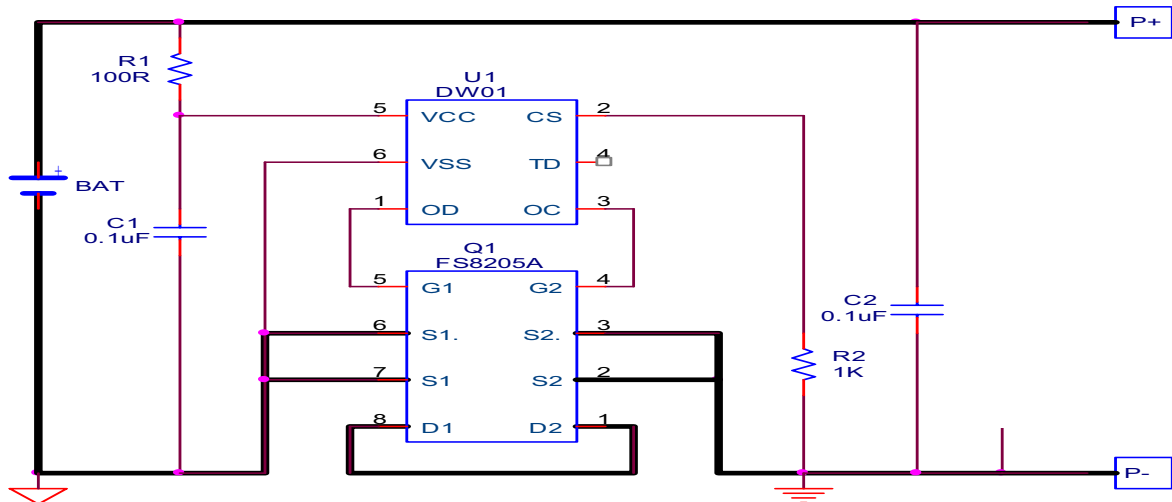 P+
R1
100R
U1
DW01
5 VCC CS 2
6 VSS TD 4
1 OD OC 3
+
BAT
C1
0.1uF
Q1
FS8205A
5 G1 G2 4
6 S1. S2. 3
7 S1 S2 2
8 D1 D2 1
C2
0.1uF
R2
1K
P-